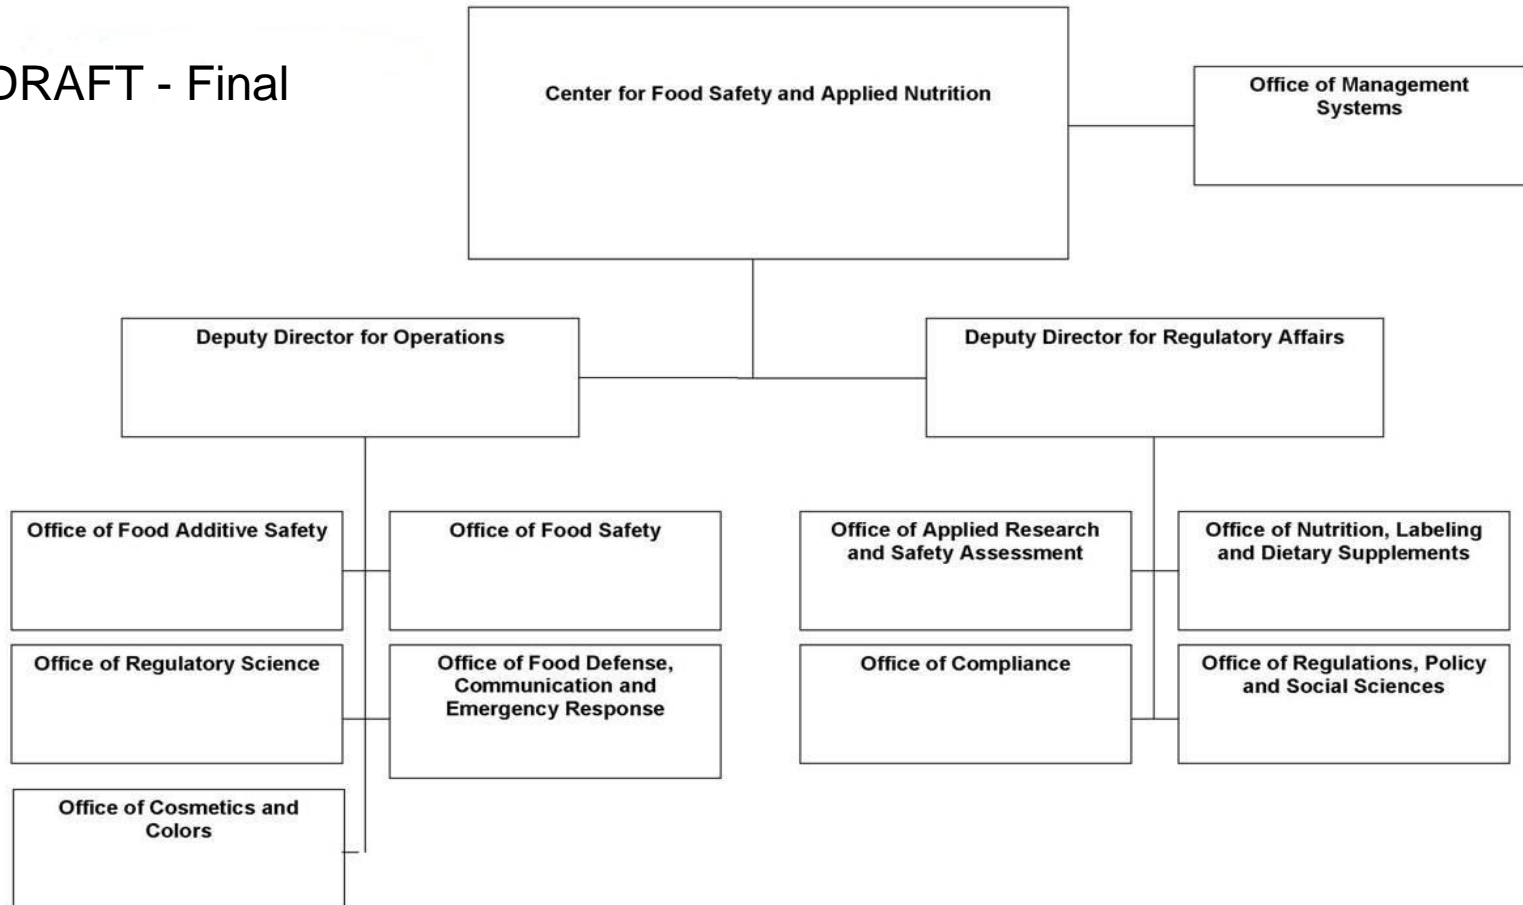 DRAFT - Final
Center for Food Safety and Applied Nutrition
Office of Management
Systems
Deputy Director for Operations
Deputy Director for Regulatory Affairs
Office of Food Additive Safety
Office of Food Safety
Office of Applied Research
and Safety Assessment
Office of Nutrition, Labeling
and Dietary Supplements
Office of Regulatory Science
Office of Food Defense,
Communication and
Emergency Response
Office of Compliance
Office of Regulations, Policy
and Social Sciences
Office of Cosmetics and
Colors